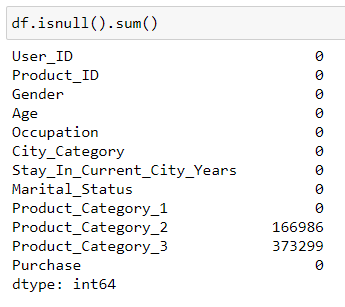 df.isnull().sum()
User_ID 0
Product_ID 0
Gender 0
Age 0
Occupation 0
City_Category 0
Stay_In_Current_City_Years 0
Marital_Status 0
Product_Category_1 0
Product_Category_2 166986
Product_Category_3 373299
Purchase 0
dtype: int64